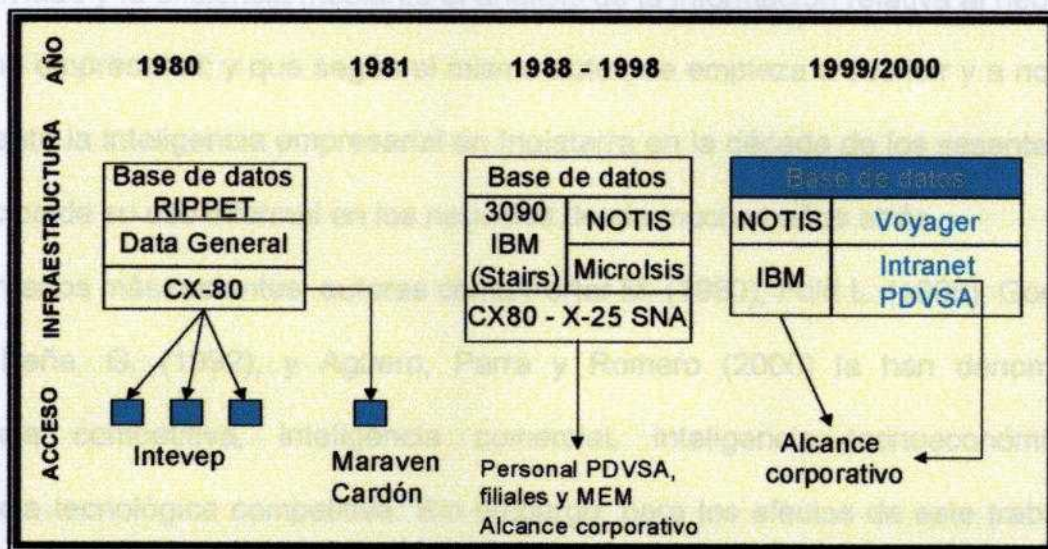 AÑO
1980
1981
1988 - 1998
1999/2000
INFRAESTRUCTURA
Base de datos
RIPPET
Data General
CX-80
Base de datos
3090
IBM
(Stairs)
NOTIS
MicroIsis
CX80 - X-25 SNA
Base de datos
NOTIS
Voyager
IBM
Intranet
PDVSA
ACCESO
Intevep
Maraven
Cardón
Personal PDVSA,
filiales y MEM
Alcance corporativo
Alcance
corporativo